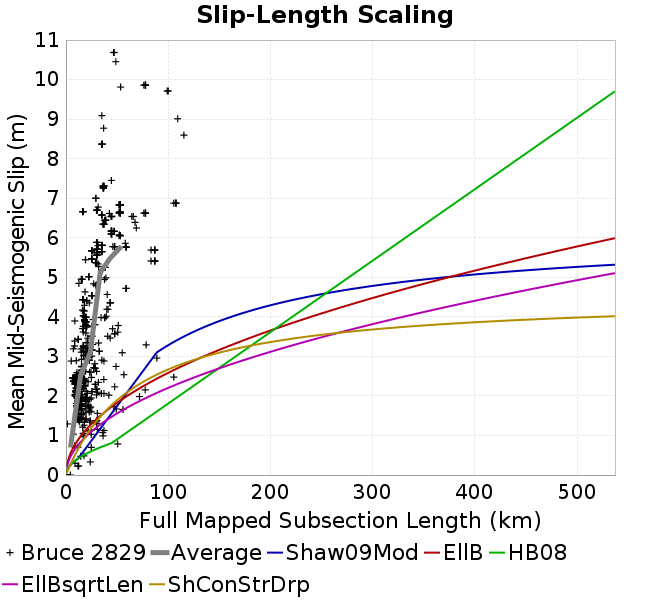 Slip-Length Scaling
11
10
9
8
7
6
5
4
3
2
1
0
Mean Mid-Seismogenic Slip (m)
0 100 200 300 400 500
Full Mapped Subsection Length (km)
Bruce 2829 Average Shaw09Mod EllB HB08
EllBsqrtLen ShConStrDrp